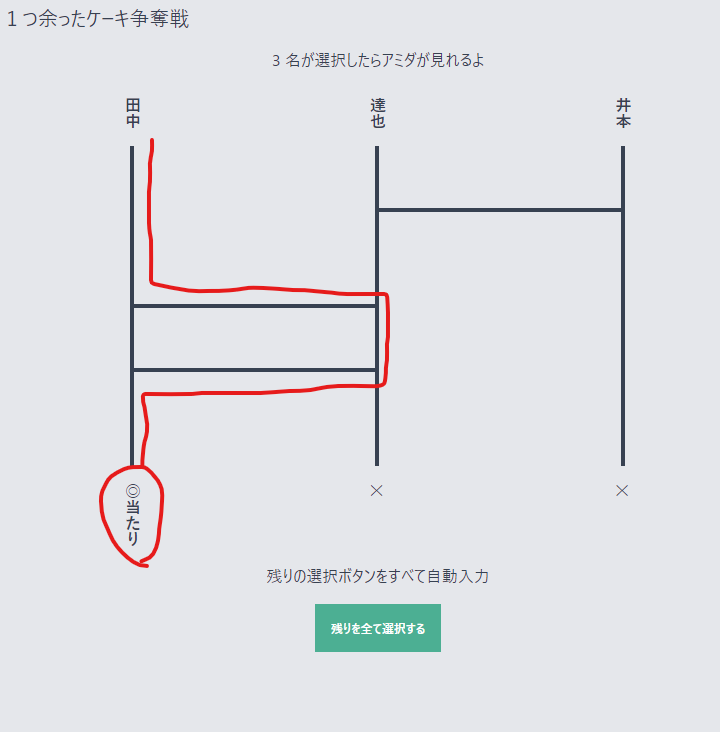 １つ余ったケーキ争奪戦
３名が選択したらアミダが見れるよ
田中
達也
井本
◎当たり
×
×
残りの選択ボタンをすべて自動入力
残りを全て選択する